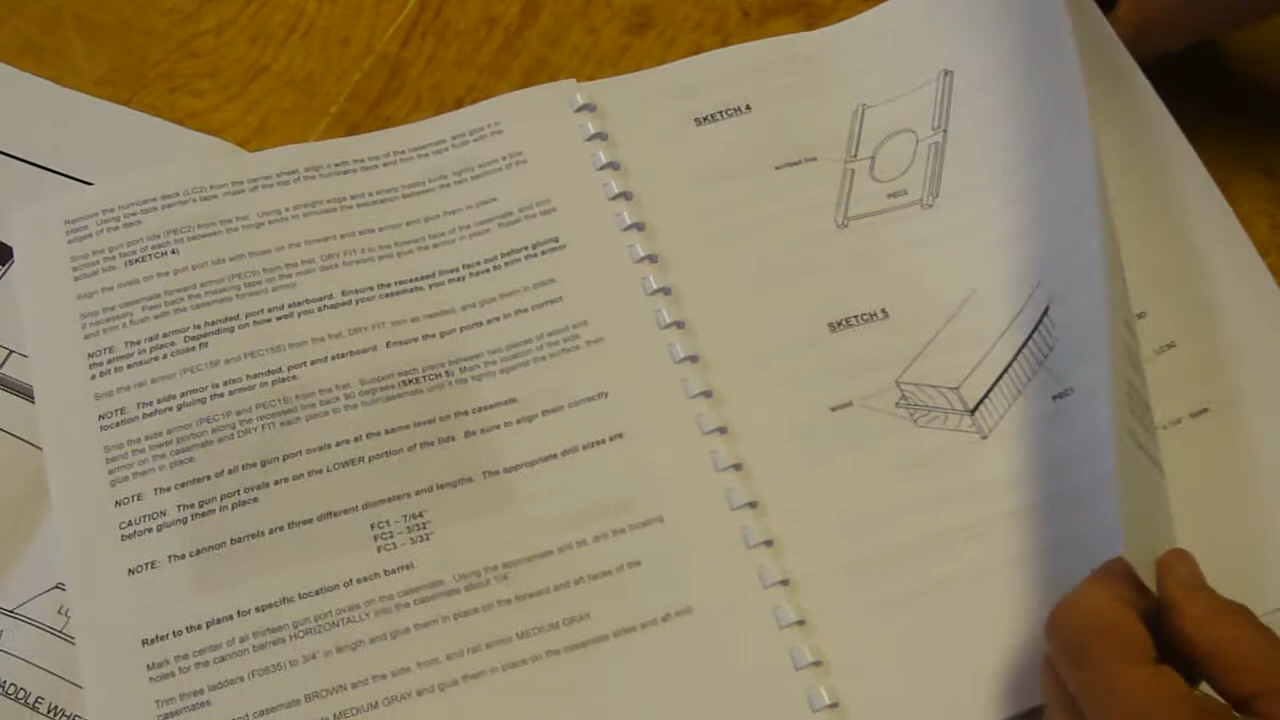 Remove the hurricane deck (LC2) from the carrier sheet, align it with the top of the casemate, and glue it in
place. Using low-tack painter's tape, mask off the top of the hurricane deck and trim the tape flush with the
edges of the deck.
Snip the gun port lids (PEC2) from the fret. Using a straight edge and a sharp hobby knife, lightly score a line
across the face of each lid between the hinge ends to simulate the separation between the two sections of the
actual lids. (SKETCH 4)
Align the ovals on the gun port lids with those on the forward and side armor and glue them in place.
Snip the casemate forward armor (PEC9) from the fret, DRY FIT it to the forward face of the casemate, and trim
if necessary. Peel back the masking tape on the main deck forward and glue the armor in place. Reset the tape
and trim it flush with the casemate forward armor.
NOTE: The rail armor is handed, port and starboard. Ensure the recessed lines face out before gluing
the armor in place. Depending on how well you shaped your casemate, you may have to trim the armor
a bit to ensure a close fit
Snip the rail armor (PEC15P and PEC15S) from the fret, DRY FIT, trim as needed, and glue them in place.
NOTE: The side armor is also handed, port and starboard. Ensure the gun ports are in the correct
location before gluing the armor in place.
Snip the side armor (PEC1P and PEC1S) from the fret. Support each piece between two pieces of wood and
bend the lower portion along the recessed line back 90 degrees (SKETCH 5) Mark the location of the side
armor on the casemate and DRY FIT each piece to the hull/casemate until it fits tightly against the surface, then
glue them in place.
NOTE: The centers of all the gun port ovals are at the same level on the casemate.
CAUTION: The gun port ovals are on the LOWER portion of the lids. Be sure to align them correctly
before gluing them in place.
NOTE: The cannon barrels are three different diameters and lengths. The appropriate drill sizes are:
FC1 – 7/64"
FC2 – 3/32"
FC3 – 3/32"
Refer to the plans for specific location of each barrel.
Mark the center of all thirteen gun port ovals on the casemate. Using the appropriate drill bit, drill the locating
holes for the cannon barrels HORIZONTALLY into the casemate about 1/4"
Trim three ladders (F0835) to 3/4" in length and glue them in place on the forward and aft faces of the
casemates.
and casemate BROWN and the side, front, and rail armor MEDIUM GRAY
MEDIUM GRAY and glue them in place on the casemate sides and aft end
SKETCH 4
scribed line
PEC2
SKETCH 5
wood
PEC1
ADDLE WHE